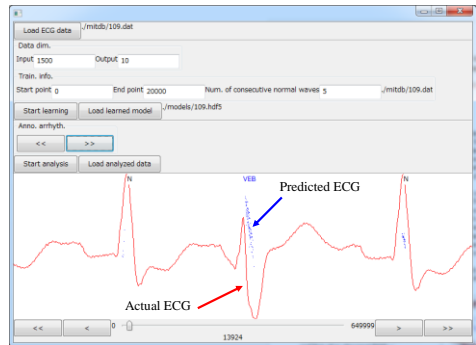 Load ECG data ./mitdb/109.dat
Data dim.
Input 1500 Output 10
Train. info.
Start point 0 End point 20000 Num. of consecutive normal waves 5 ./mitdb/109.dat
Start learning Load learned model ./models/109.hdf5
Anno. arrhyth.
<< >>
Start analysis Load analyzed data
N VEB N
Predicted ECG
Actual ECG
<< < 0 649999 > >>
13924